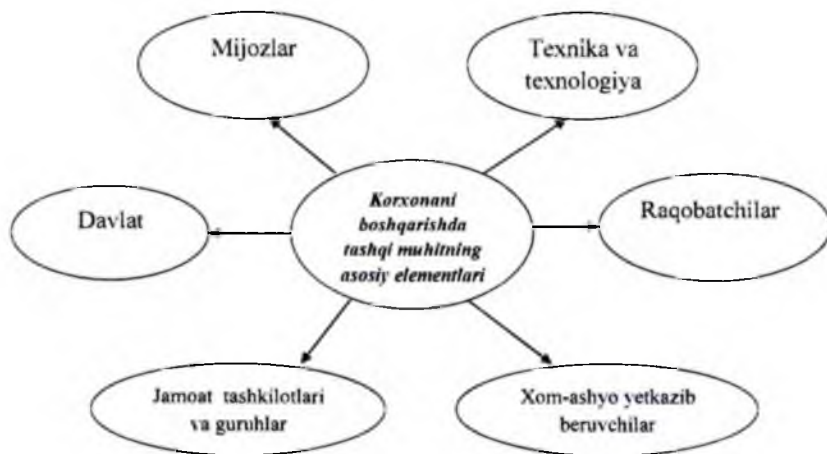 Mijozlar
Texnika va
texnologiya
Davlat
Korxonani
boshqarishda
tashqi muhitning
asosiy elementlari
Raqobatchilar
Jamoat tashkilotlari
va guruhlar
Xom-ashyo yetkazib
beruvchilar